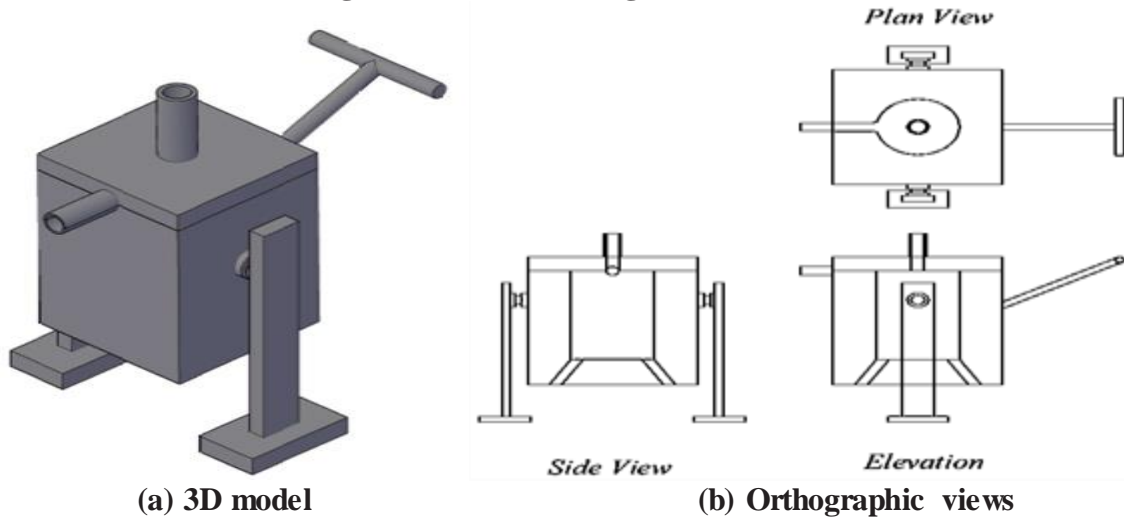 Plan View
Side View
Elevation
(a) 3D model
(b) Orthographic views